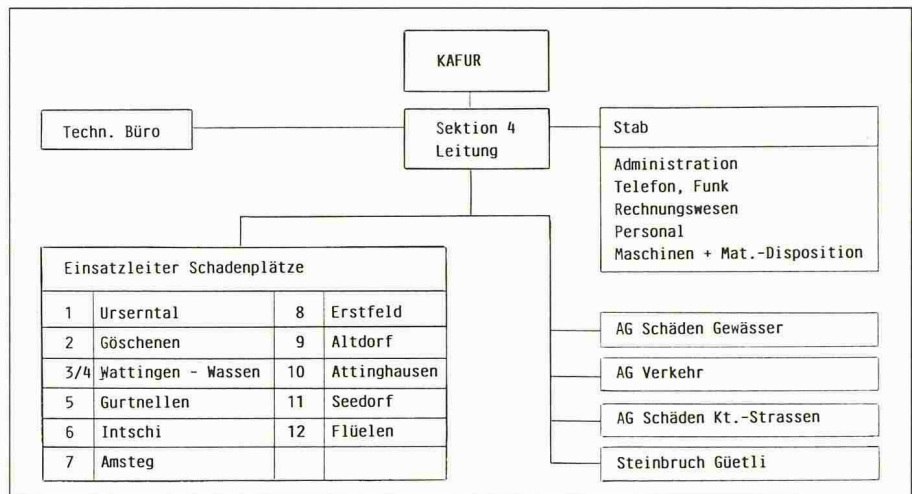 KAFUR
Techn. Büro
Sektion 4
Leitung
Stab
Administration
Telefon, Funk
Rechnungswesen
Personal
Maschinen + Mat.-Disposition
Einsatzleiter Schadenplätze
1 Urserntal 8 Erstfeld
2 Göschenen 9 Altdorf
3/4 Wattingen - Wassen 10 Attinghausen
5 Gurtnellen 11 Seedorf
6 Intschi 12 Flüelen
7 Amsteg
AG Schäden Gewässer
AG Verkehr
AG Schäden Kt.-Strassen
Steinbruch Güetli